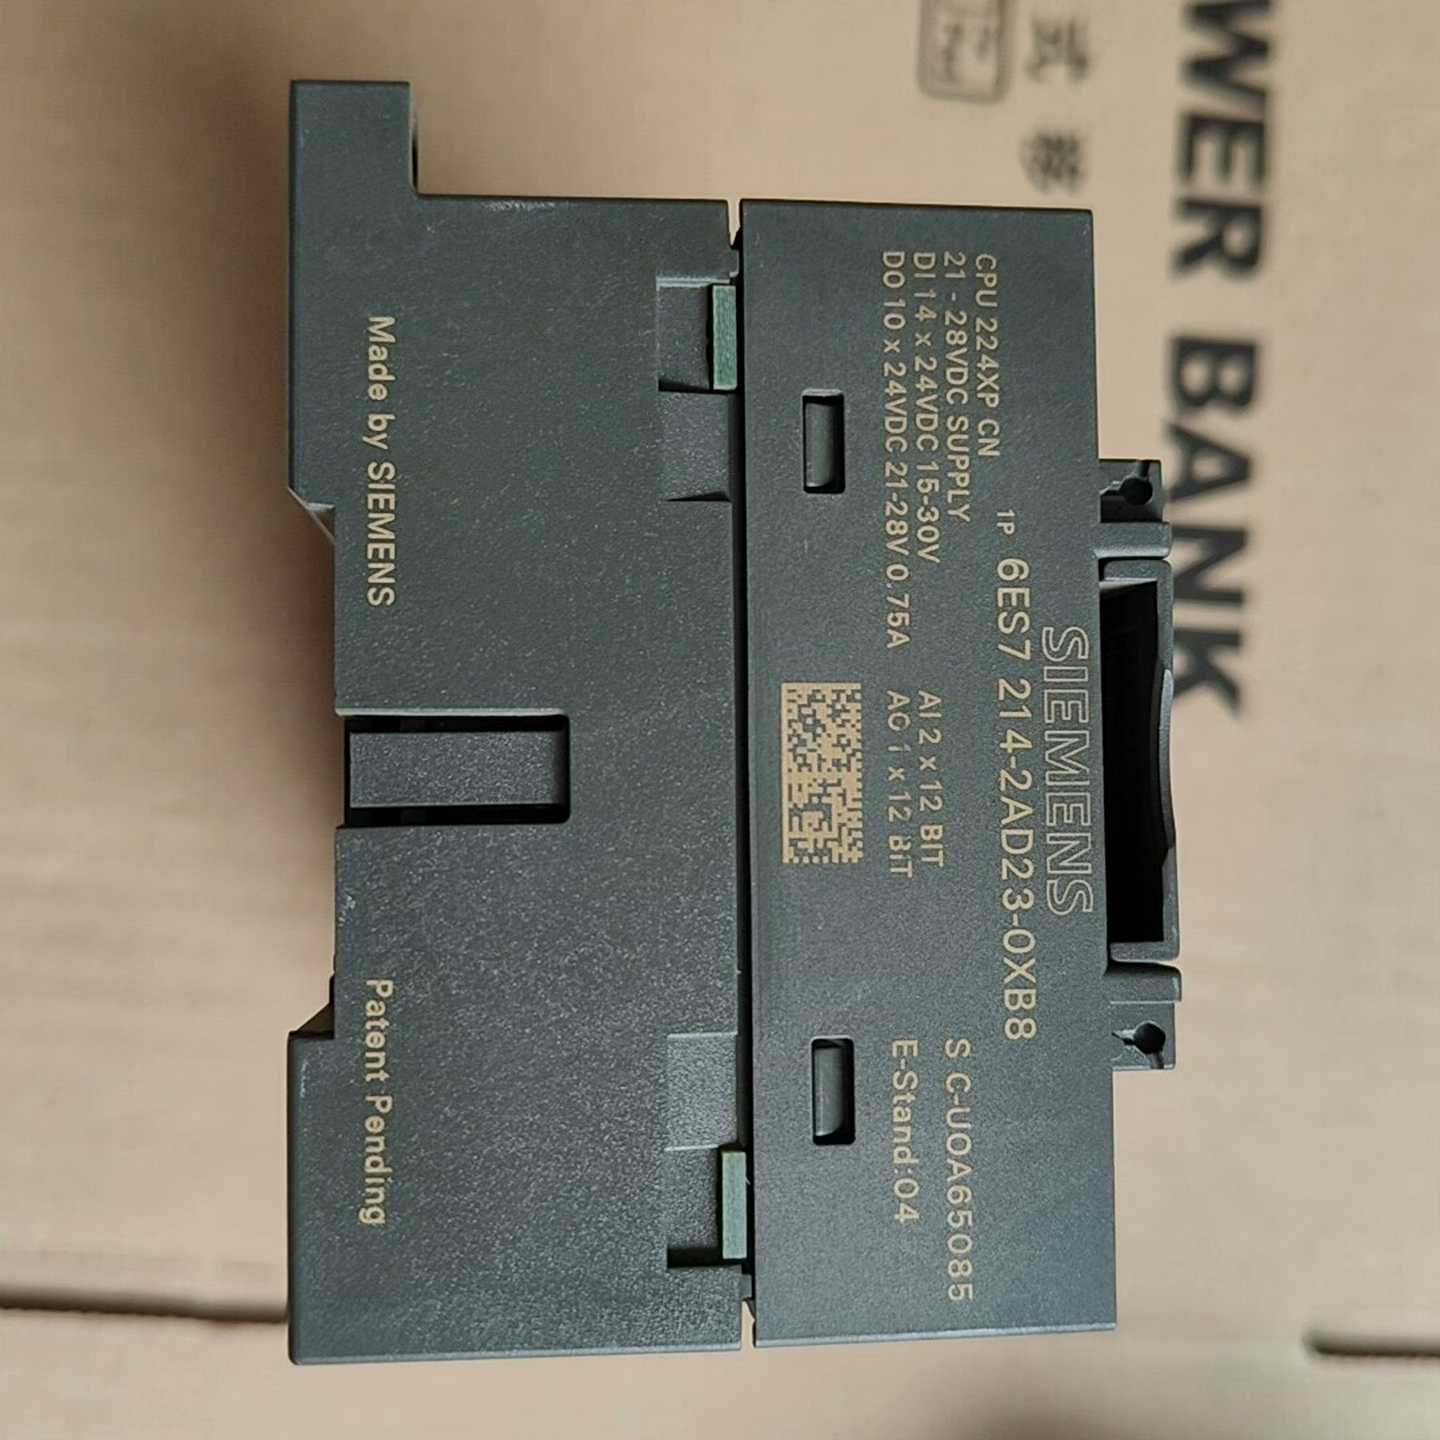 SIEMENS
1P 6ES7 214-2AD23-0XB8
CPU 224XP CN
21 - 28VDC SUPPLY
DI 14 x 24VDC 15-30V
DO 10 x 24VDC 21-28V 0.75A
AI 2 x 12 BIT
AO 1 x 12 BIT
S C-U0A65085
E-Stand:04
Made by SIEMENS
Patent Pending
WER BANK
式